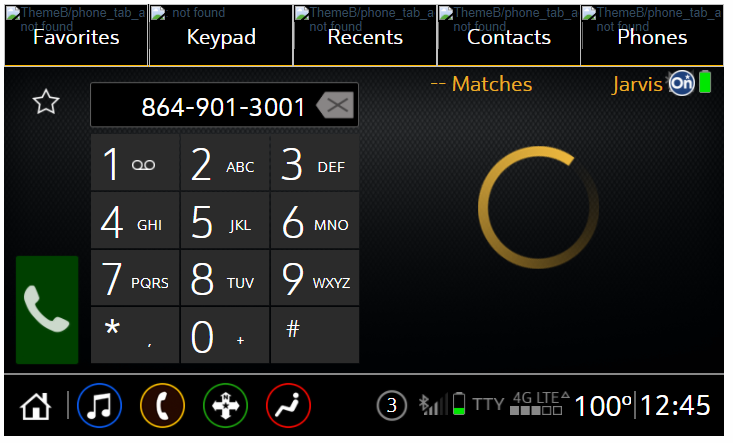 ThemeB/phone_tab_a
not found
Favorites
not found
Keypad
ThemeB/phone_tab_a
not found
Recents
ThemeB/phone_tab_a
not found
Contacts
ThemeB/phone_tab_a
not found
Phones
-- Matches
Jarvis
On
864-901-3001
1
2 ABC
3 DEF
4 GHI
5 JKL
6 MNO
7 PQRS
8 TUV
9 WXYZ
* ,
0 +
#
3
TTY
4G LTE
100º
12:45